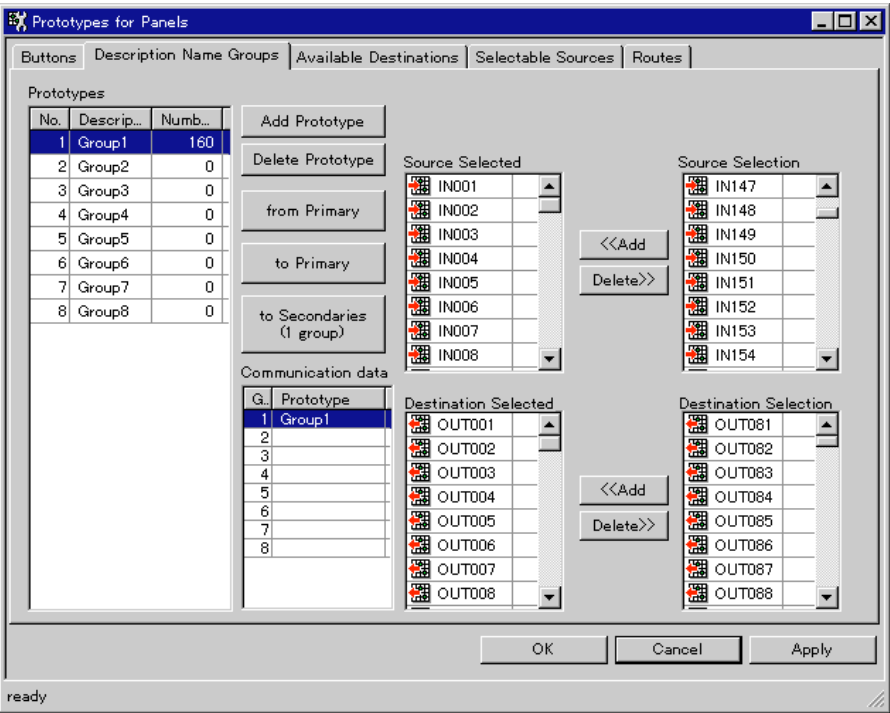 Prototypes for Panels
Buttons Description Name Groups Available Destinations Selectable Sources Routes
Prototypes
No. Descrip... Numb...
1 Group1 160
2 Group2 0
3 Group3 0
4 Group4 0
5 Group5 0
6 Group6 0
7 Group7 0
8 Group8 0
Add Prototype
Delete Prototype
from Primary
to Primary
to Secondaries
(1 group)
Communication data
G.. Prototype
1 Group1
2
3
4
5
6
7
8
Source Selected
IN001
IN002
IN003
IN004
IN005
IN006
IN007
IN008
<<Add
Delete>>
Source Selection
IN147
IN148
IN149
IN150
IN151
IN152
IN153
IN154
Destination Selected
OUT001
OUT002
OUT003
OUT004
OUT005
OUT006
OUT007
OUT008
<<Add
Delete>>
Destination Selection
OUT081
OUT082
OUT083
OUT084
OUT085
OUT086
OUT087
OUT088
OK Cancel Apply
ready